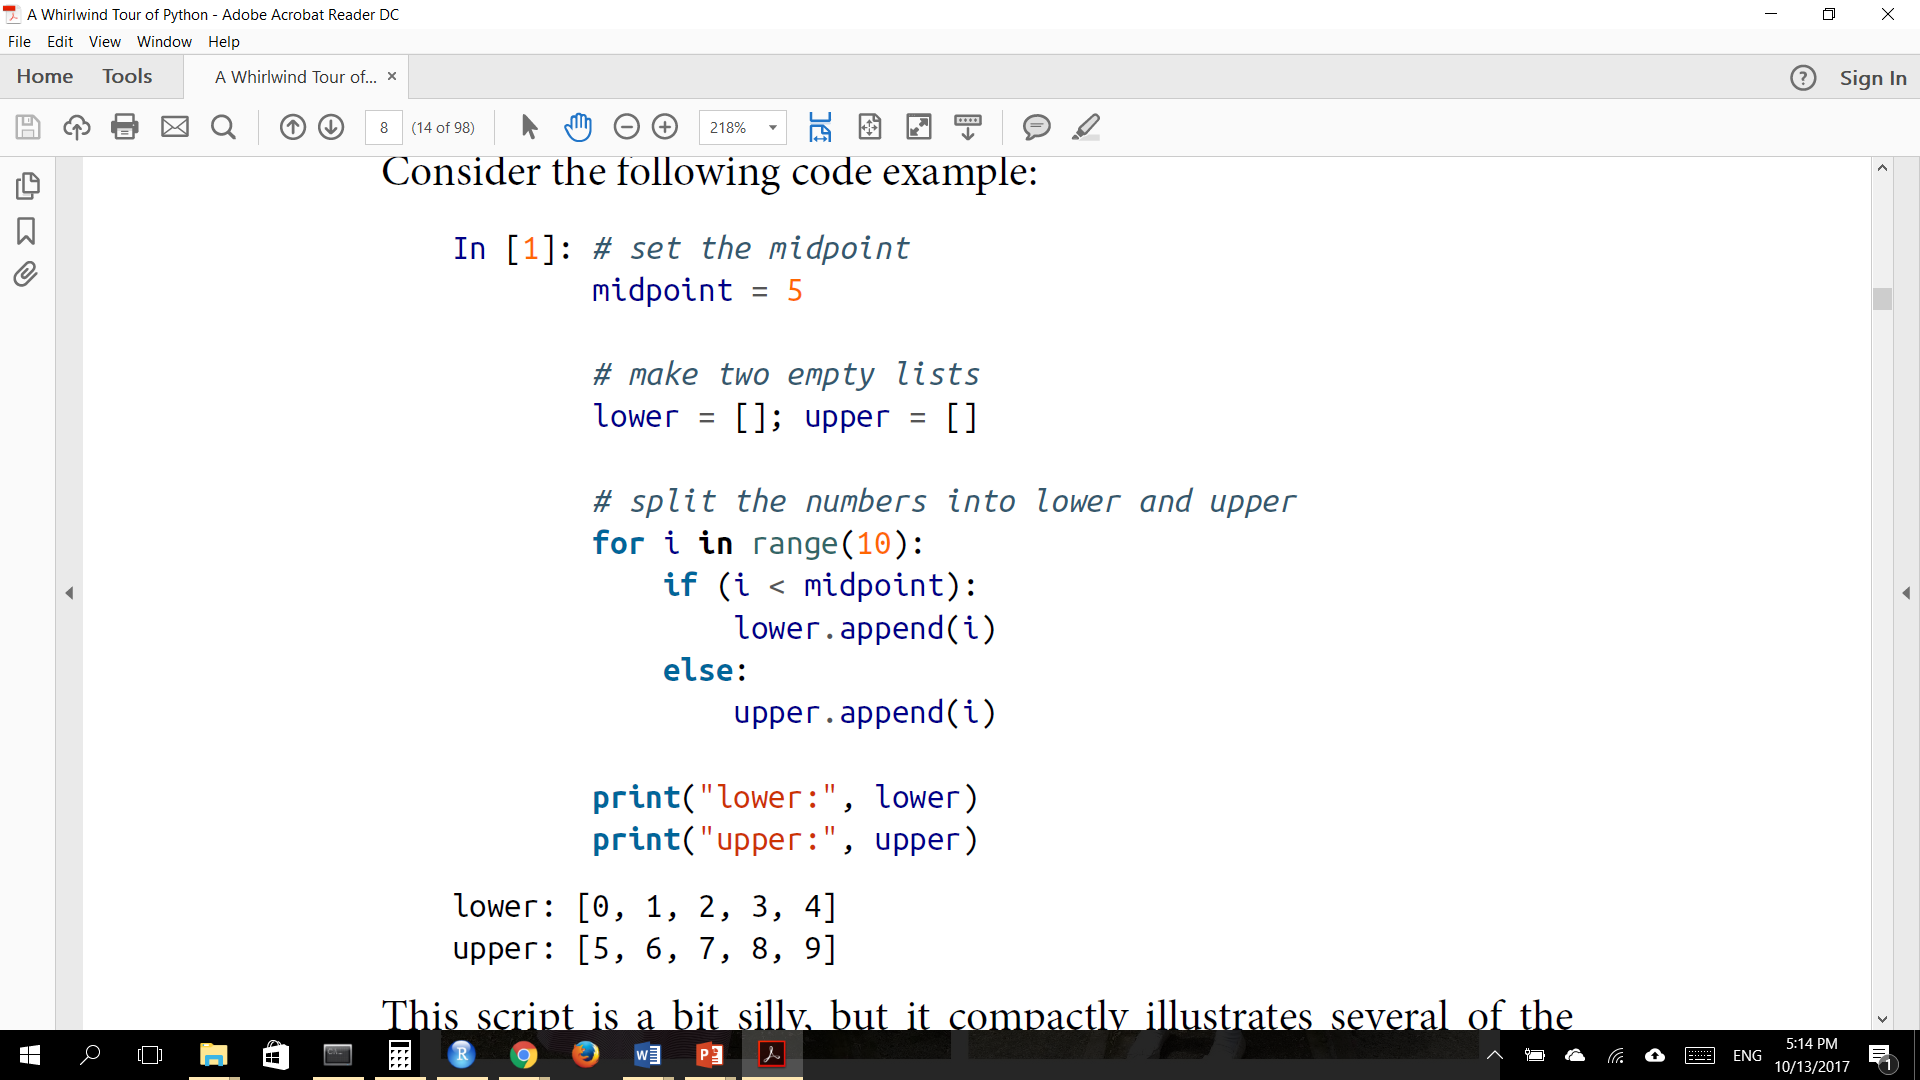 A Whirlwind Tour of Python - Adobe Acrobat Reader DC
File Edit View Window Help
Home Tools A Whirlwind Tour of... × ? Sign In
8 (14 of 98) 218%
Consider the following code example:
In [1]: # set the midpoint
midpoint = 5
# make two empty lists
lower = []; upper = []
# split the numbers into lower and upper
for i in range(10):
if (i < midpoint):
lower.append(i)
else:
upper.append(i)
print("lower:", lower)
print("upper:", upper)
lower: [0, 1, 2, 3, 4]
upper: [5, 6, 7, 8, 9]
This script is a bit silly, but it compactly illustrates several of the
ENG
5:14 PM
10/13/2017
1